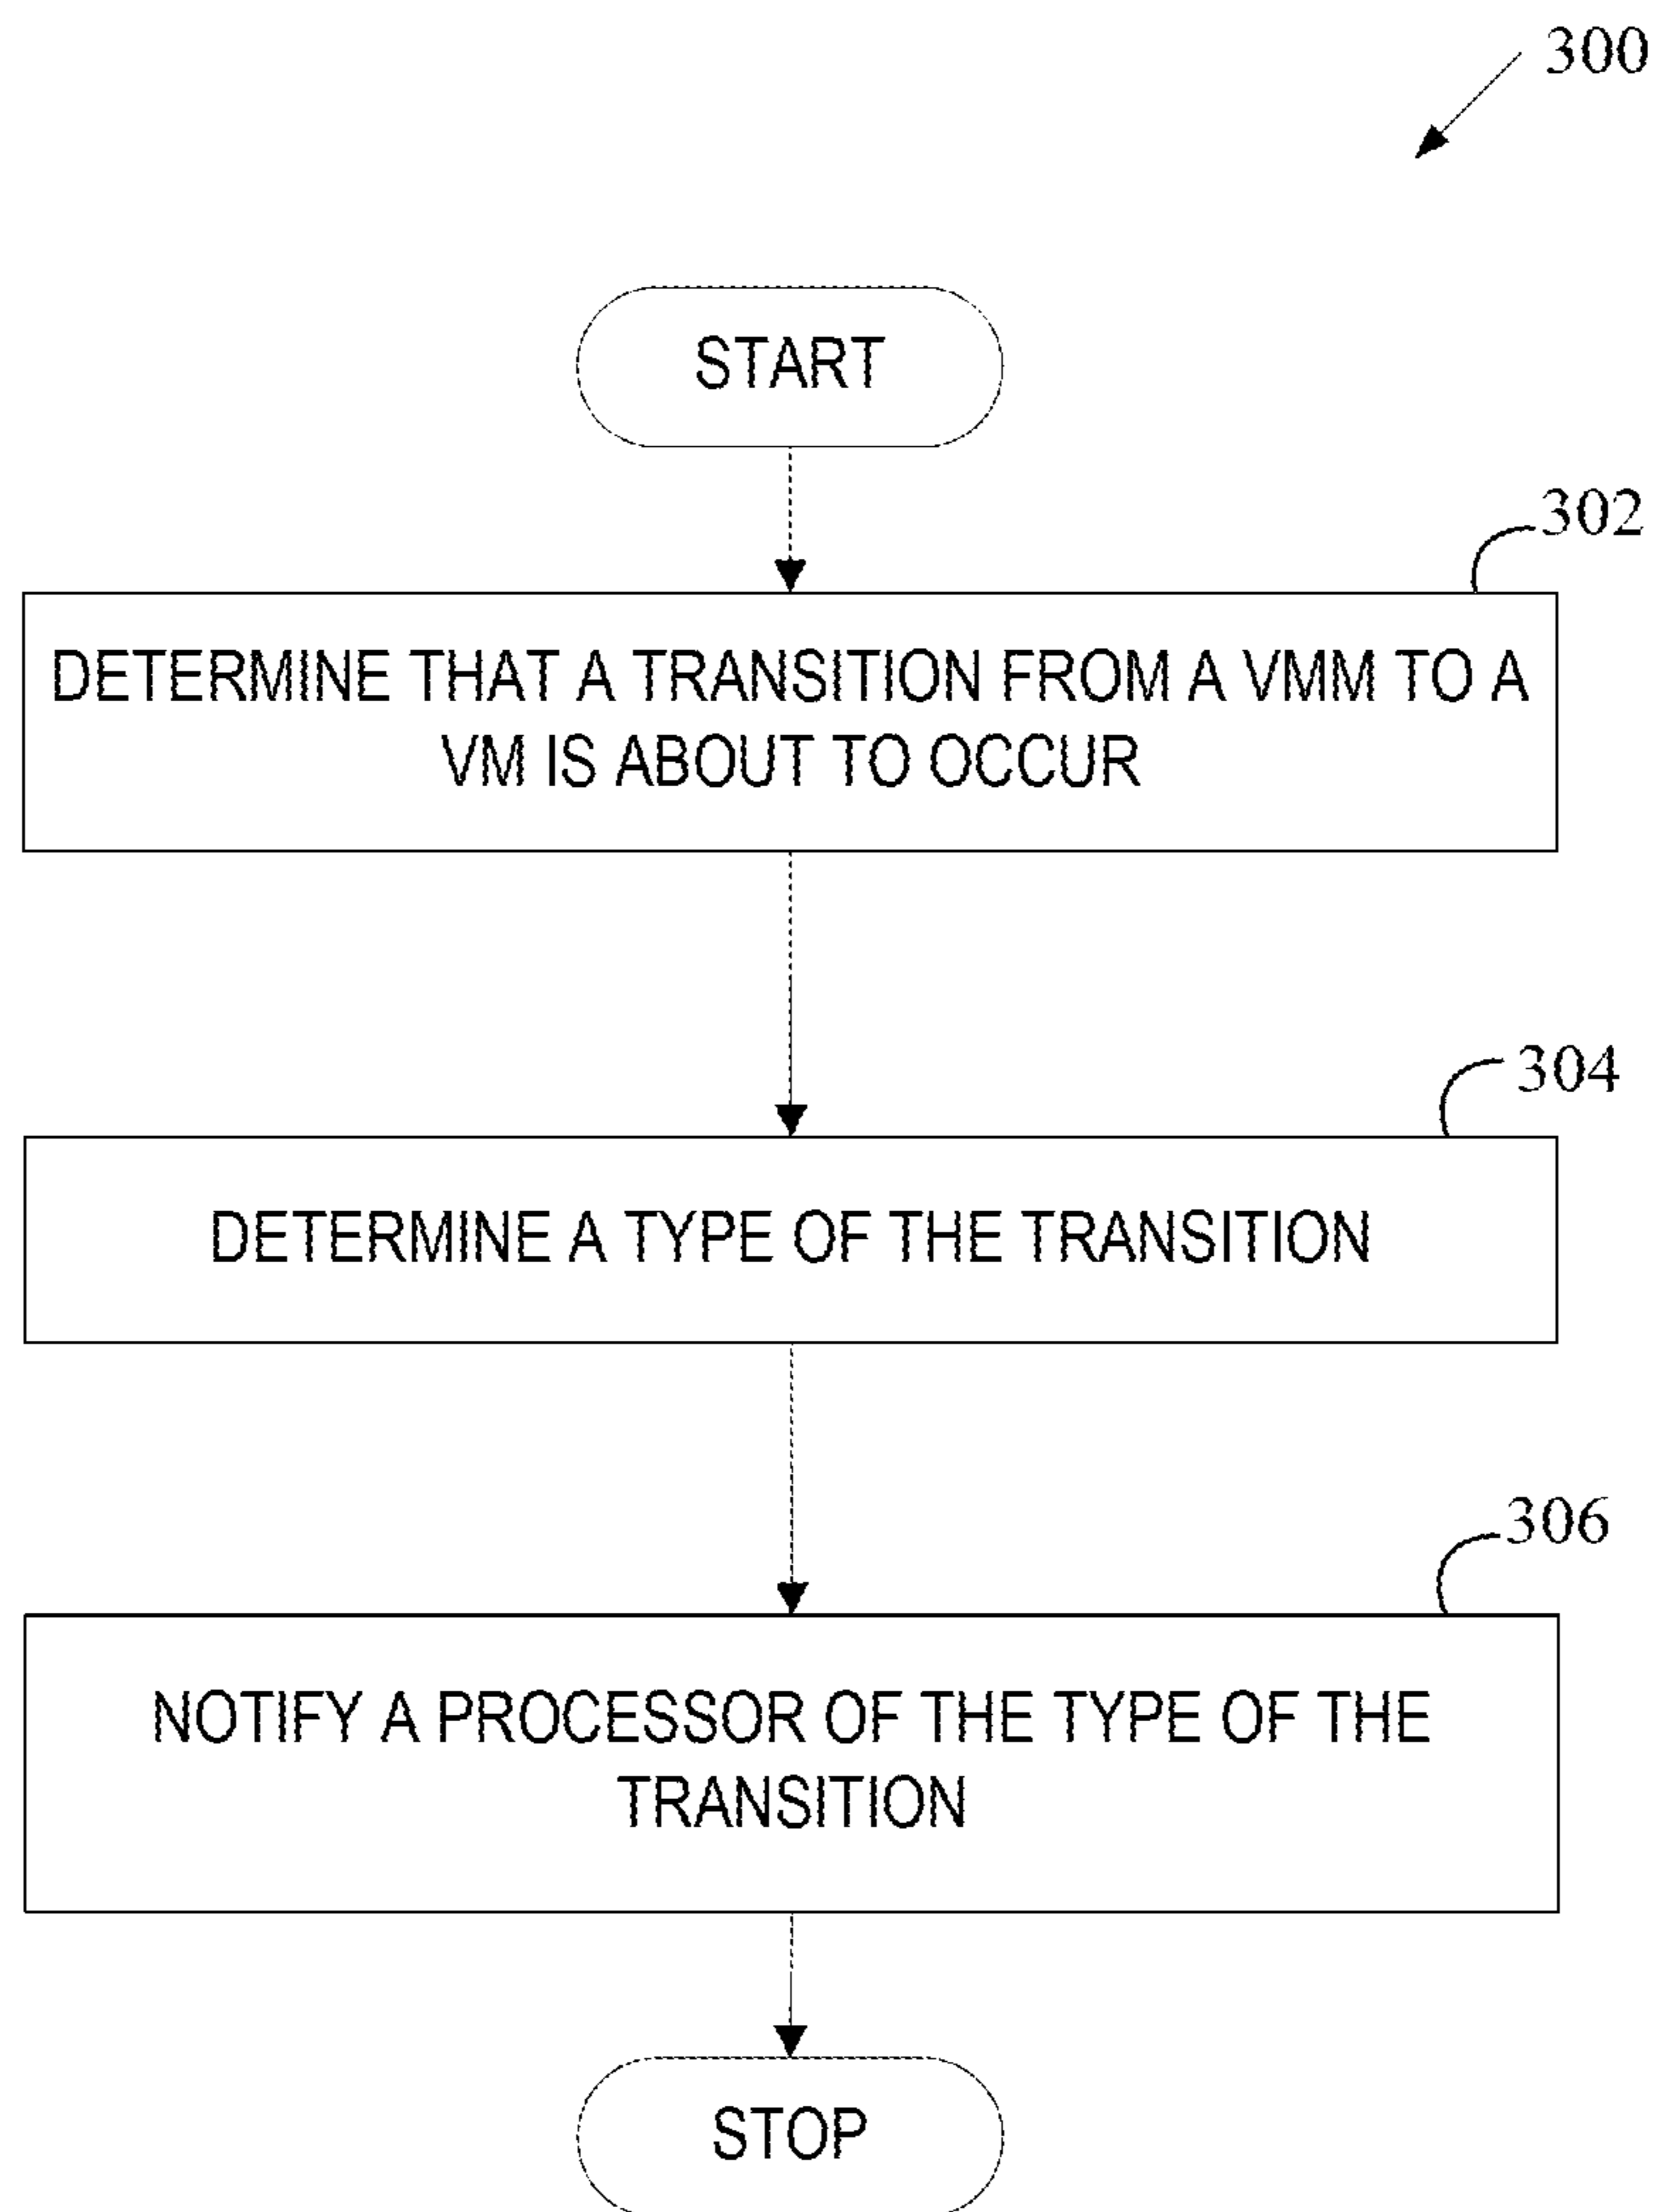 300
START
302
DETERMINE THAT A TRANSITION FROM A VMM TO A
VM IS ABOUT TO OCCUR
304
DETERMINE A TYPE OF THE TRANSITION
306
NOTIFY A PROCESSOR OF THE TYPE OF THE
TRANSITION
STOP